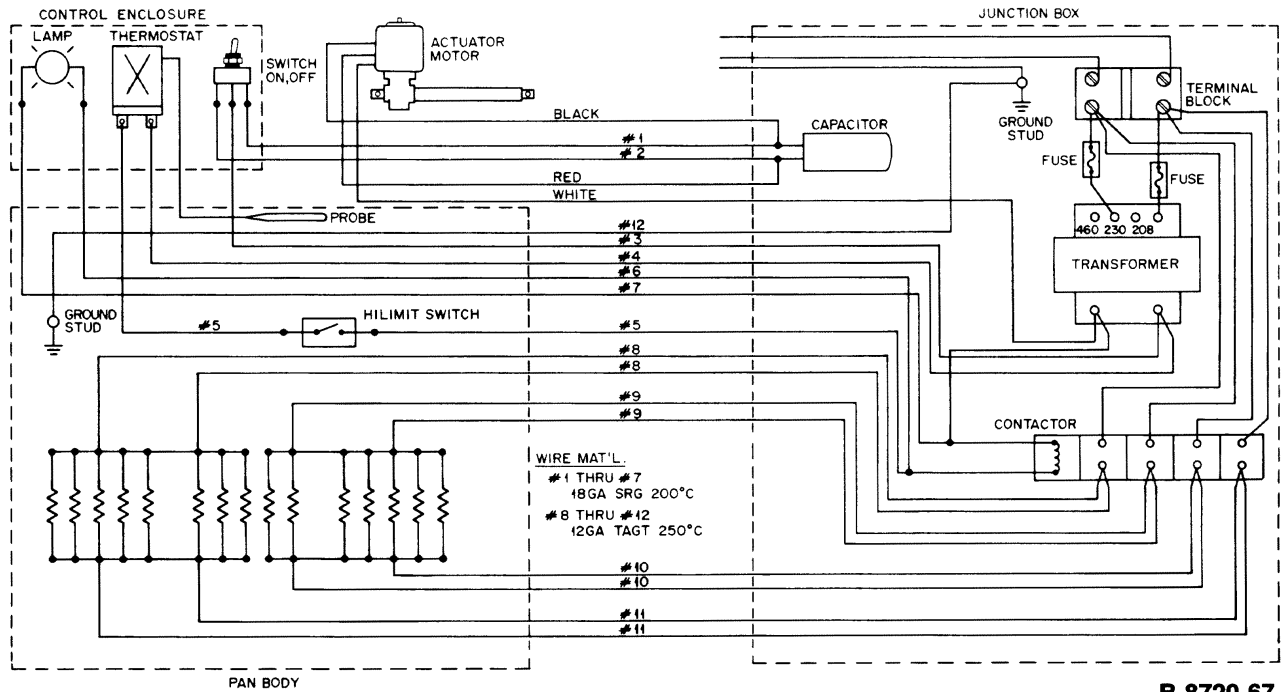 CONTROL ENCLOSURE
LAMP
THERMOSTAT
SWITCH
ON,OFF
ACTUATOR
MOTOR
JUNCTION BOX
TERMINAL
BLOCK
GROUND
STUD
BLACK
CAPACITOR
#1
#2
FUSE
FUSE
RED
WHITE
PROBE
#12
#3
#4
#6
#7
460 230 208
TRANSFORMER
GROUND
STUD
#5
HILIMIT SWITCH
#5
#8
#8
#9
#9
CONTACTOR
WIRE MAT'L.
#1 THRU #7
18GA SRG 200°C
#8 THRU #12
12GA TAGT 250°C
#10
#10
#11
#11
PAN BODY